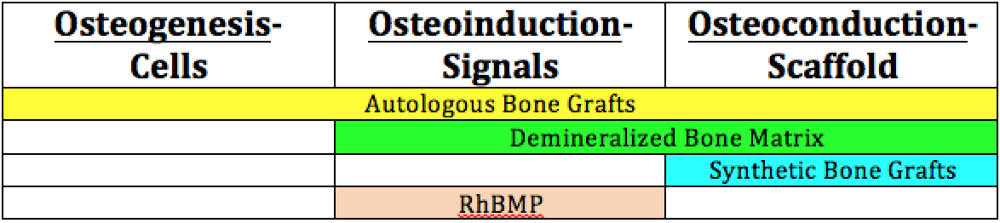 Osteogenesis- Osteoinduction- Osteoconduction-
Cells Signals Scaffold
Autologous Bone Grafts
Demineralized Bone Matrix
Synthetic Bone Grafts
RhBMP